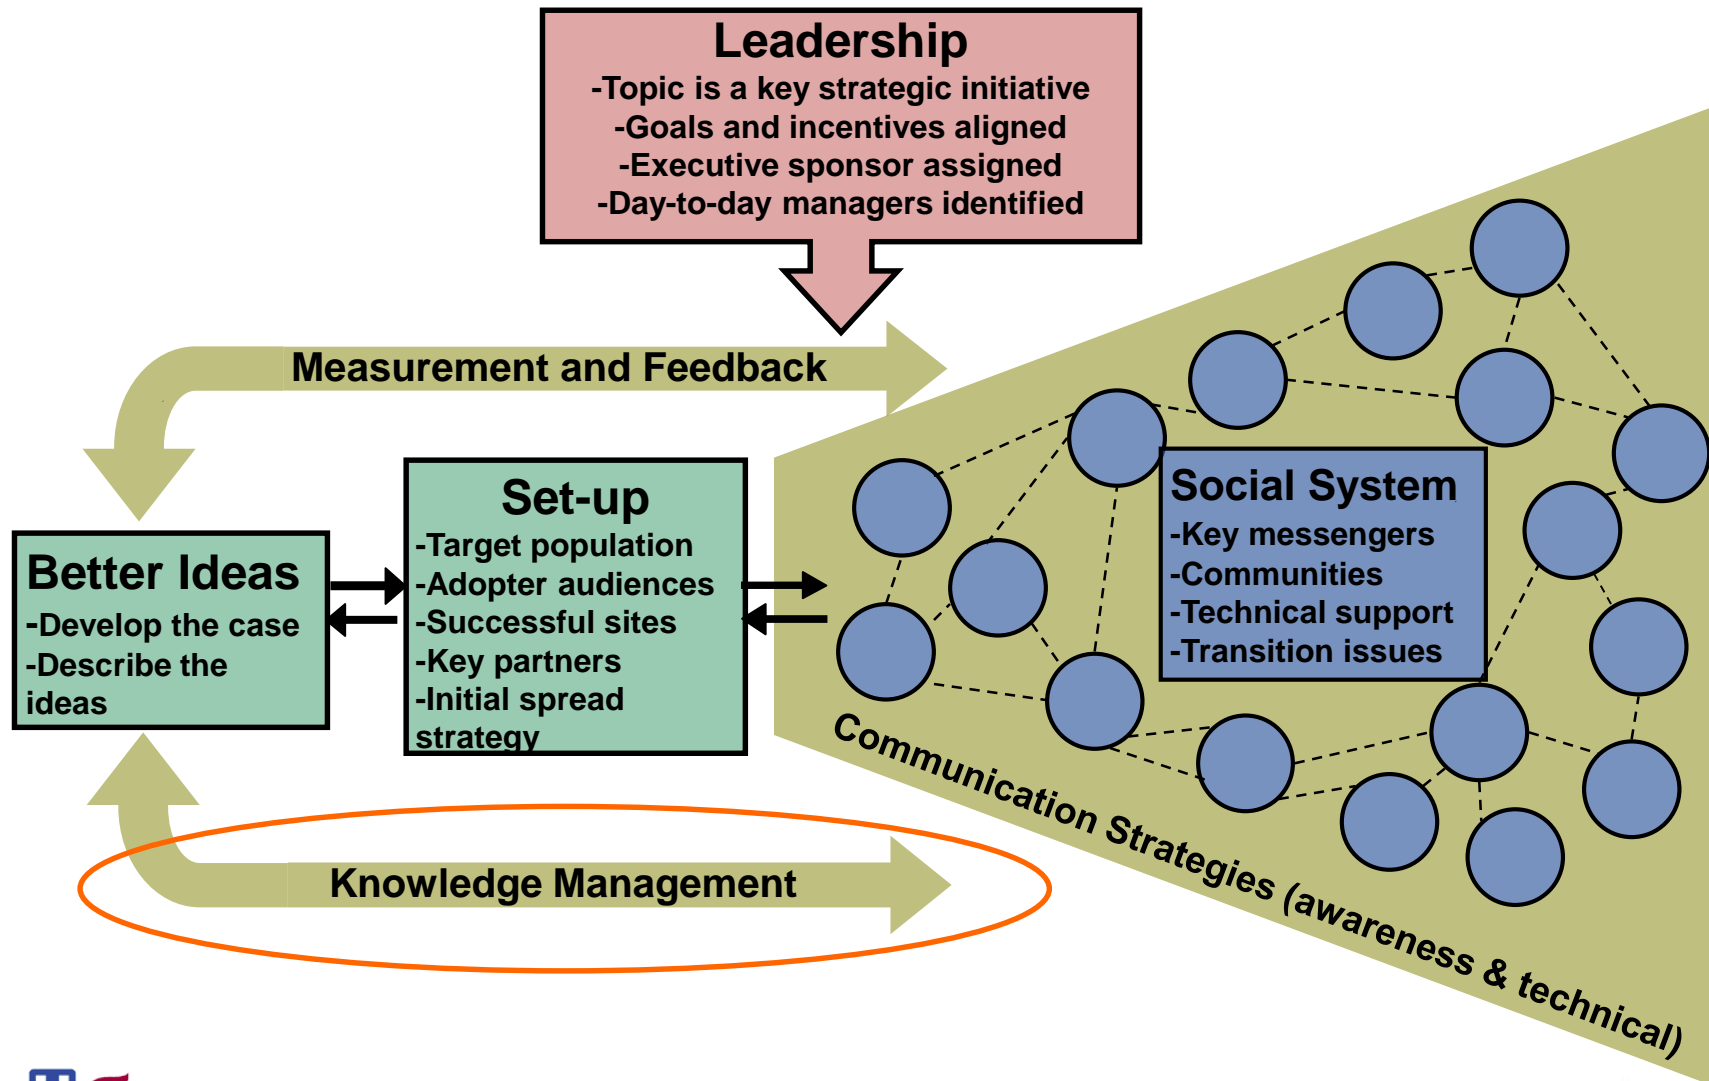 Leadership
-Topic is a key strategic initiative
-Goals and incentives aligned
-Executive sponsor assigned
-Day-to-day managers identified
Measurement and Feedback
Better Ideas
-Develop the case
-Describe the
ideas
Set-up
-Target population
-Adopter audiences
-Successful sites
-Key partners
-Initial spread
strategy
Social System
-Key messengers
-Communities
-Technical support
-Transition issues
Communication Strategies (awareness & technical)
Knowledge Management